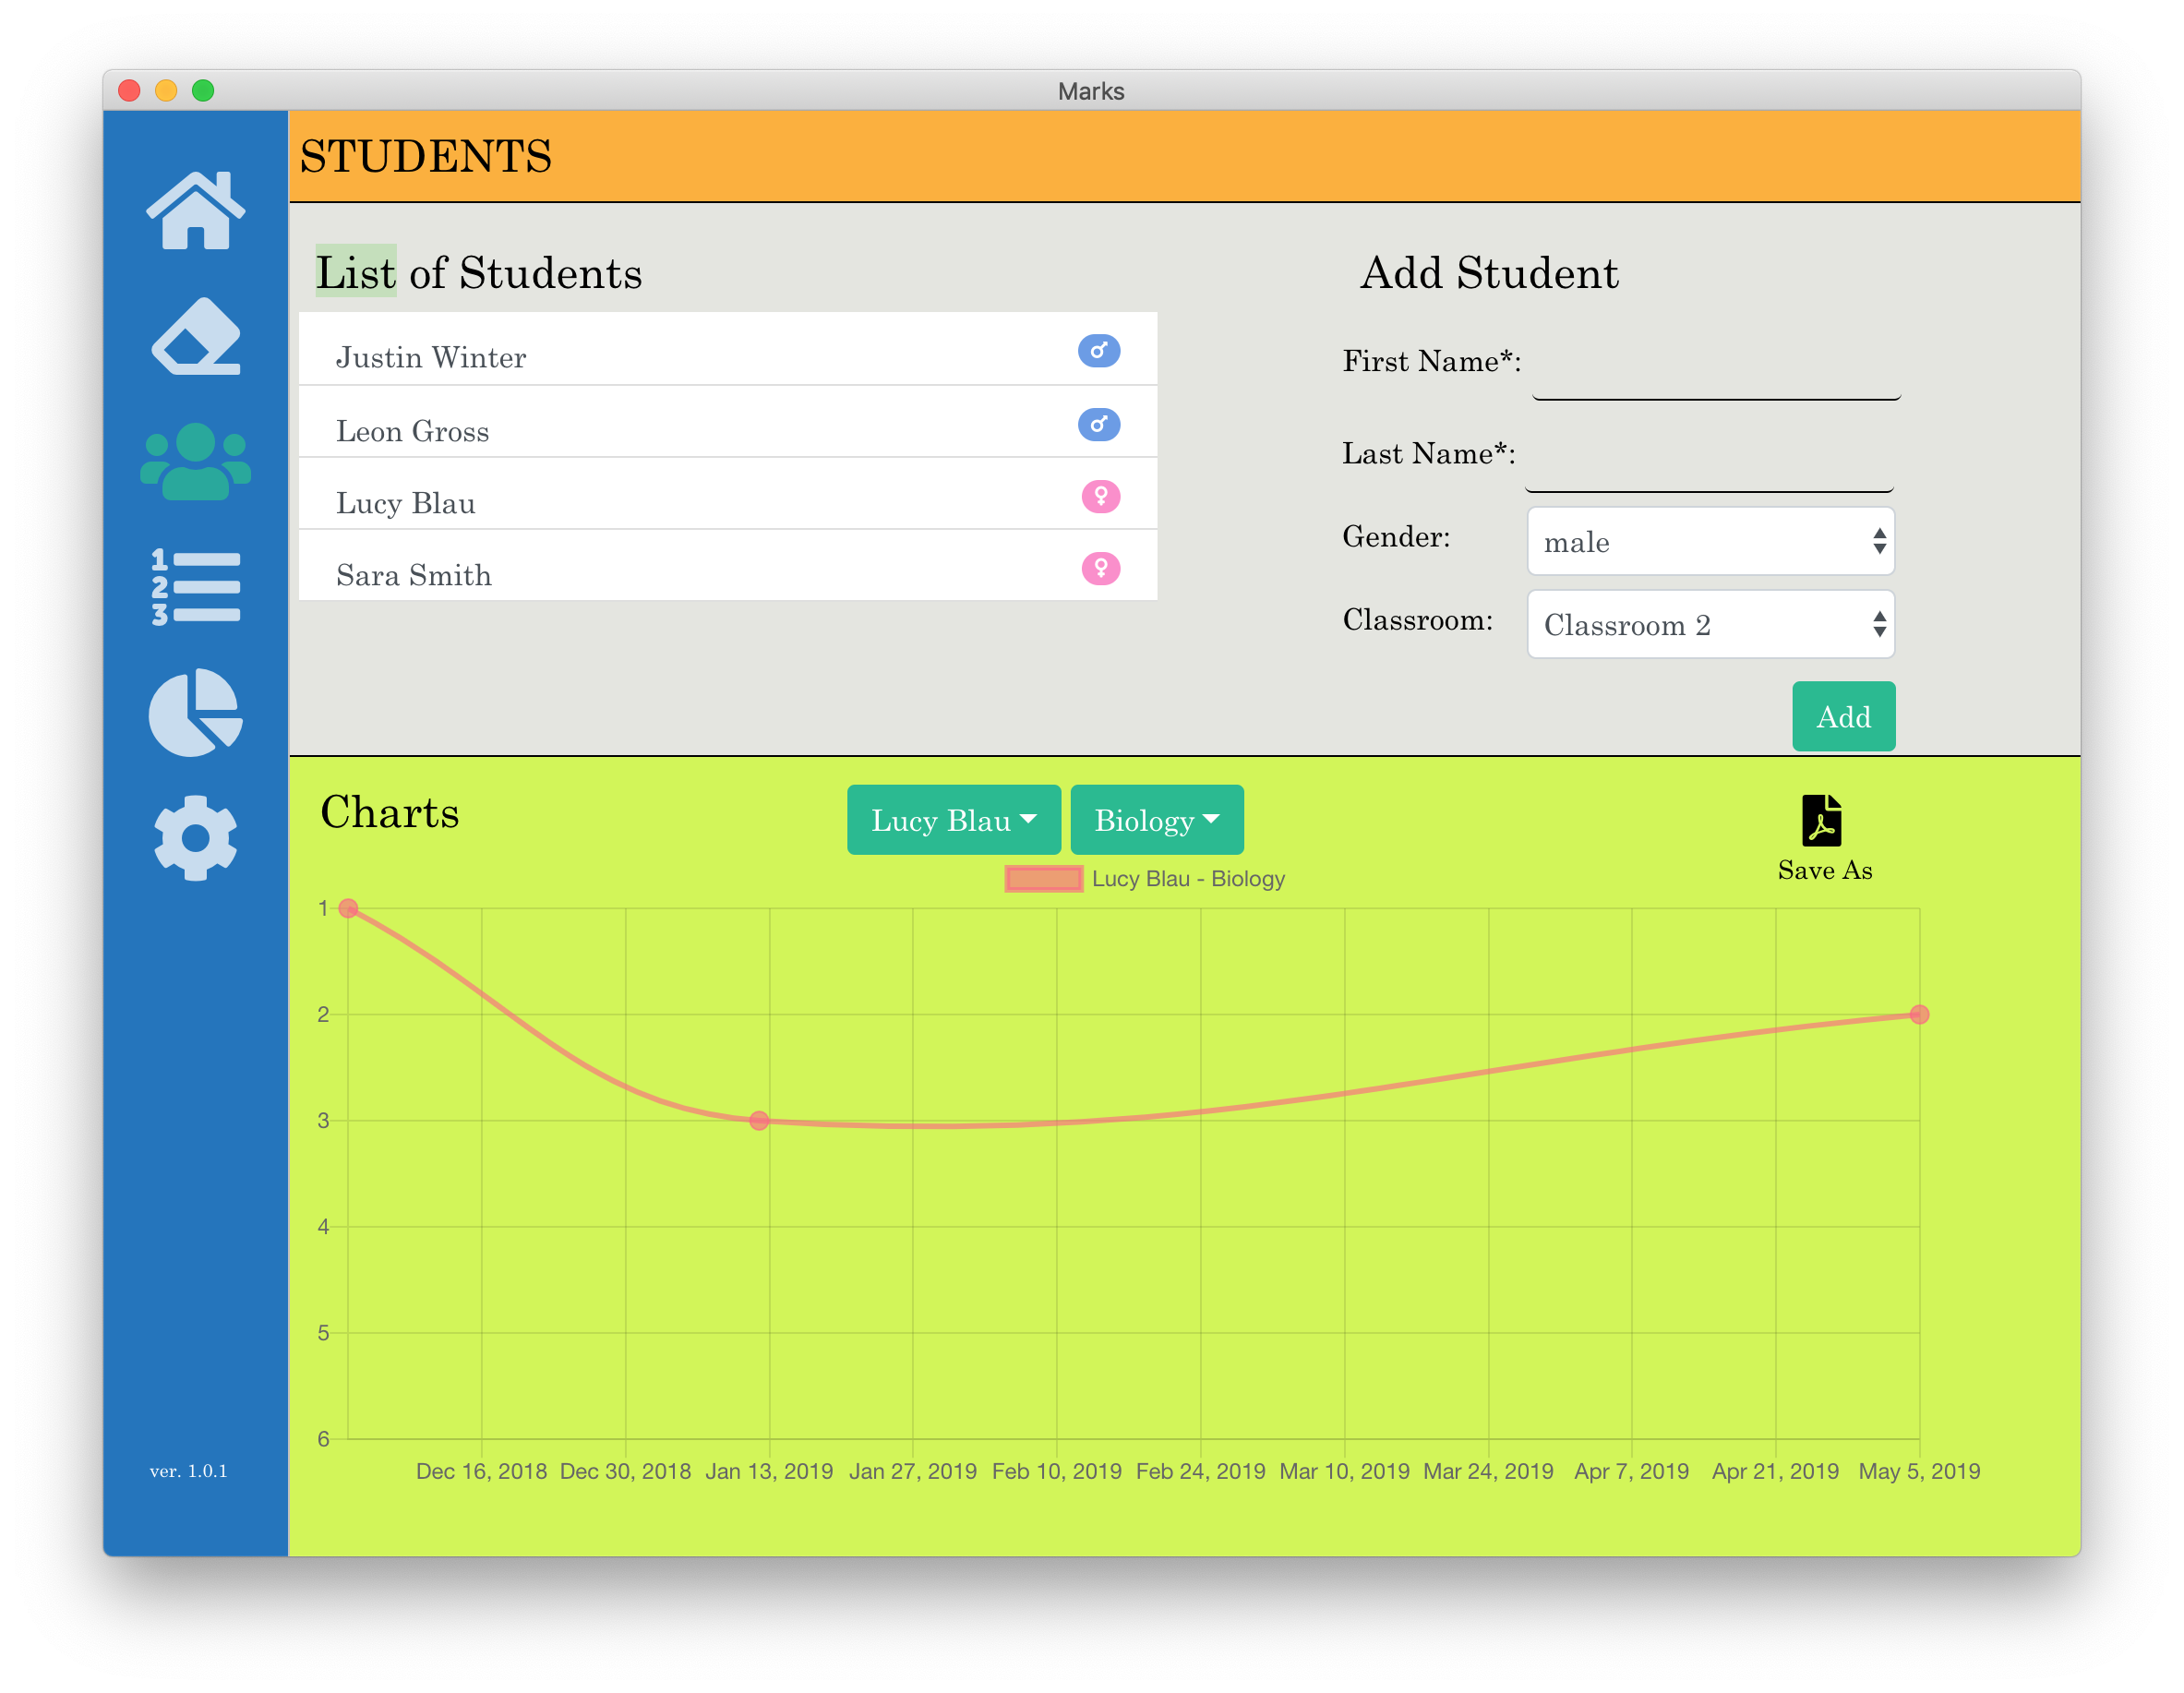 Marks
STUDENTS
List of Students
Justin Winter
Leon Gross
Lucy Blau
Sara Smith
Add Student
First Name*:
Last Name*:
Gender:
male
Classroom:
Classroom 2
Add
1
2
3
Charts
Lucy Blau
Biology
Save As
Lucy Blau - Biology
1
2
3
4
5
6
Dec 16, 2018 Dec 30, 2018 Jan 13, 2019 Jan 27, 2019 Feb 10, 2019 Feb 24, 2019 Mar 10, 2019 Mar 24, 2019 Apr 7, 2019 Apr 21, 2019 May 5, 2019
ver. 1.0.1